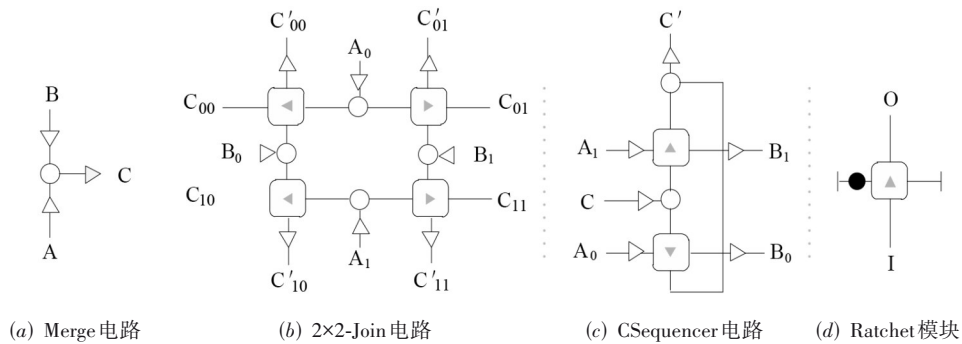 B
C
A
C'00
A0
C'01
C00
C01
B0
B1
C10
C11
C'10
A1
C'11
C'
A1
B1
C
A0
B0
O
I
(a) Merge电路
(b) 2×2-Join电路
(c) CSequencer电路
(d) Ratchet模块